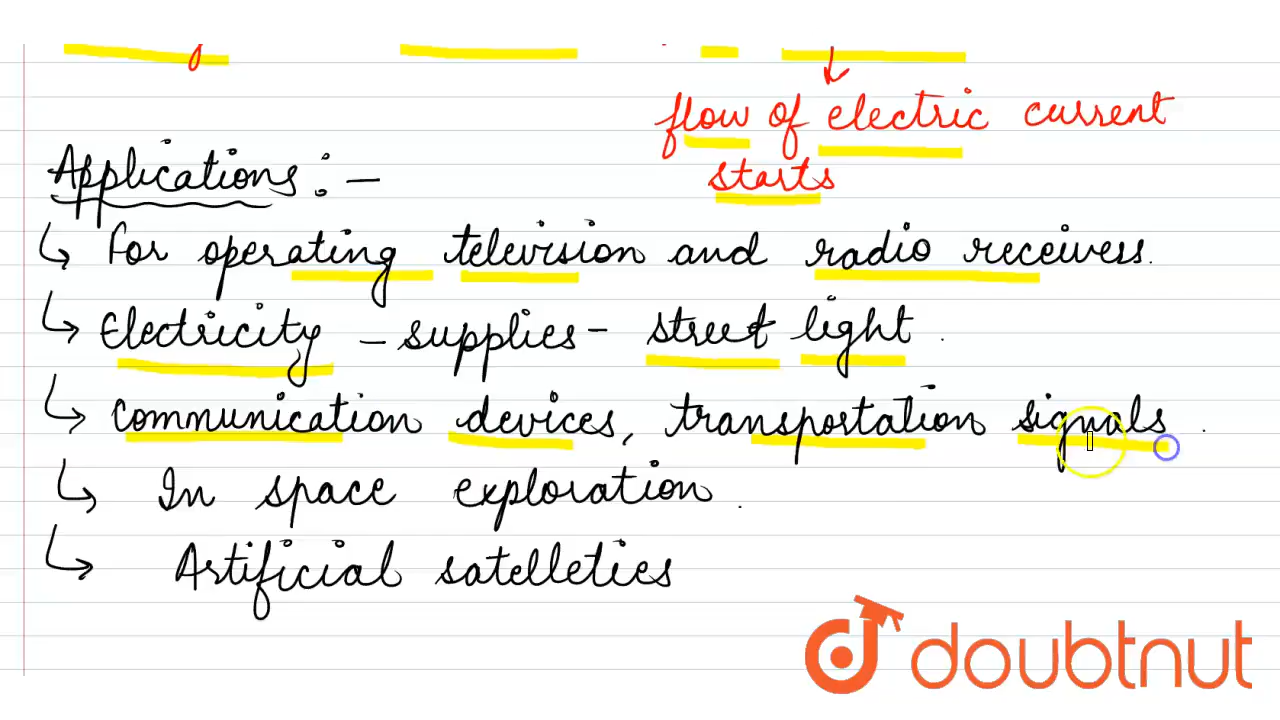 flow of electric current
starts
Applications : -
For operating television and radio receivess.
Electricity - supplies - street light .
Communication devices, transportation signals .
In space exploration .
Artificial satelleties
doubtnut